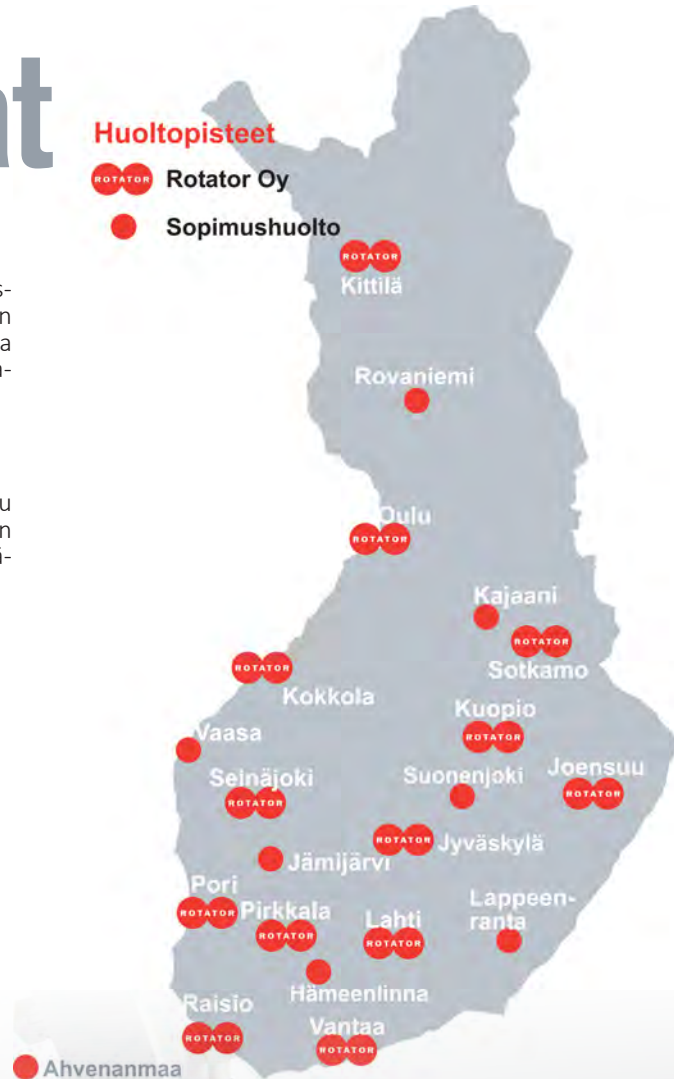 at
Huoltopisteet
ROTATOR Rotator Oy
Sopimushuolto
s-
n
a
-
u
n
ä-
ROTATOR
Kittilä
Rovaniemi
Oulu
ROTATOR
Kajaani
ROTATOR
Sotkamo
ROTATOR
Kokkola
Kuopio
ROTATOR
Vaasa
Seinäjoki
ROTATOR
Suonenjoki
Joensuu
ROTATOR
ROTATOR Jyväskylä
Jämijärvi
Pori
ROTATOR
Pirkkala
ROTATOR
Lahti
ROTATOR
Lappeen-
ranta
Hämeenlinna
Raisio
ROTATOR
Vantaa
ROTATOR
Ahvenanmaa